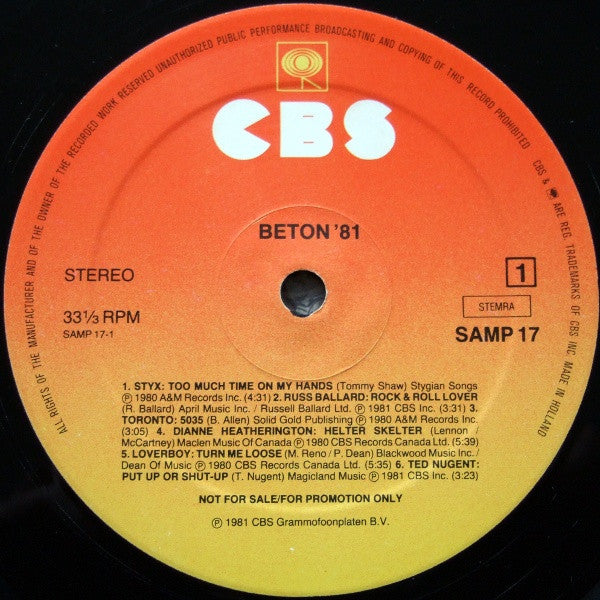 ALL RIGHTS OF THE MANUFACTURER AND OF THE OWNER OF THE RECORDED WORK RESERVED UNAUTHORIZED PUBLIC PERFORMANCE BROADCASTING AND COPYING OF THIS RECORD PROHIBITED CBS & ARE REG. TRADEMARKS OF CBS INC. MADE IN HOLLAND
CBS
BETON '81
STEREO
1
33⅓ RPM
STEMRA
SAMP 17-1
SAMP 17
1. STYX: TOO MUCH TIME ON MY HANDS (Tommy Shaw) Stygian Songs
℗ 1980 A&M Records Inc. (4:31) 2. RUSS BALLARD: ROCK & ROLL LOVER
(R. Ballard) April Music Inc. / Russell Ballard Ltd. ℗ 1981 CBS Inc. (3:31) 3.
TORONTO: 5035 (B. Allen) Solid Gold Publishing ℗ 1980 A&M Records Inc.
(3:05) 4. DIANNE HEATHERINGTON: HELTER SKELTER (Lennon /
McCartney) Maclen Music Of Canada ℗ 1980 CBS Records Canada Ltd. (5:39)
5. LOVERBOY: TURN ME LOOSE (M. Reno / P. Dean) Blackwood Music Inc. /
Dean Of Music ℗ 1980 CBS Records Canada Ltd. (5:35) 6. TED NUGENT:
PUT UP OR SHUT-UP (T. Nugent) Magicland Music ℗ 1981 CBS Inc. (3:23)
NOT FOR SALE/FOR PROMOTION ONLY
℗ 1981 CBS Grammofoonplaten B.V.